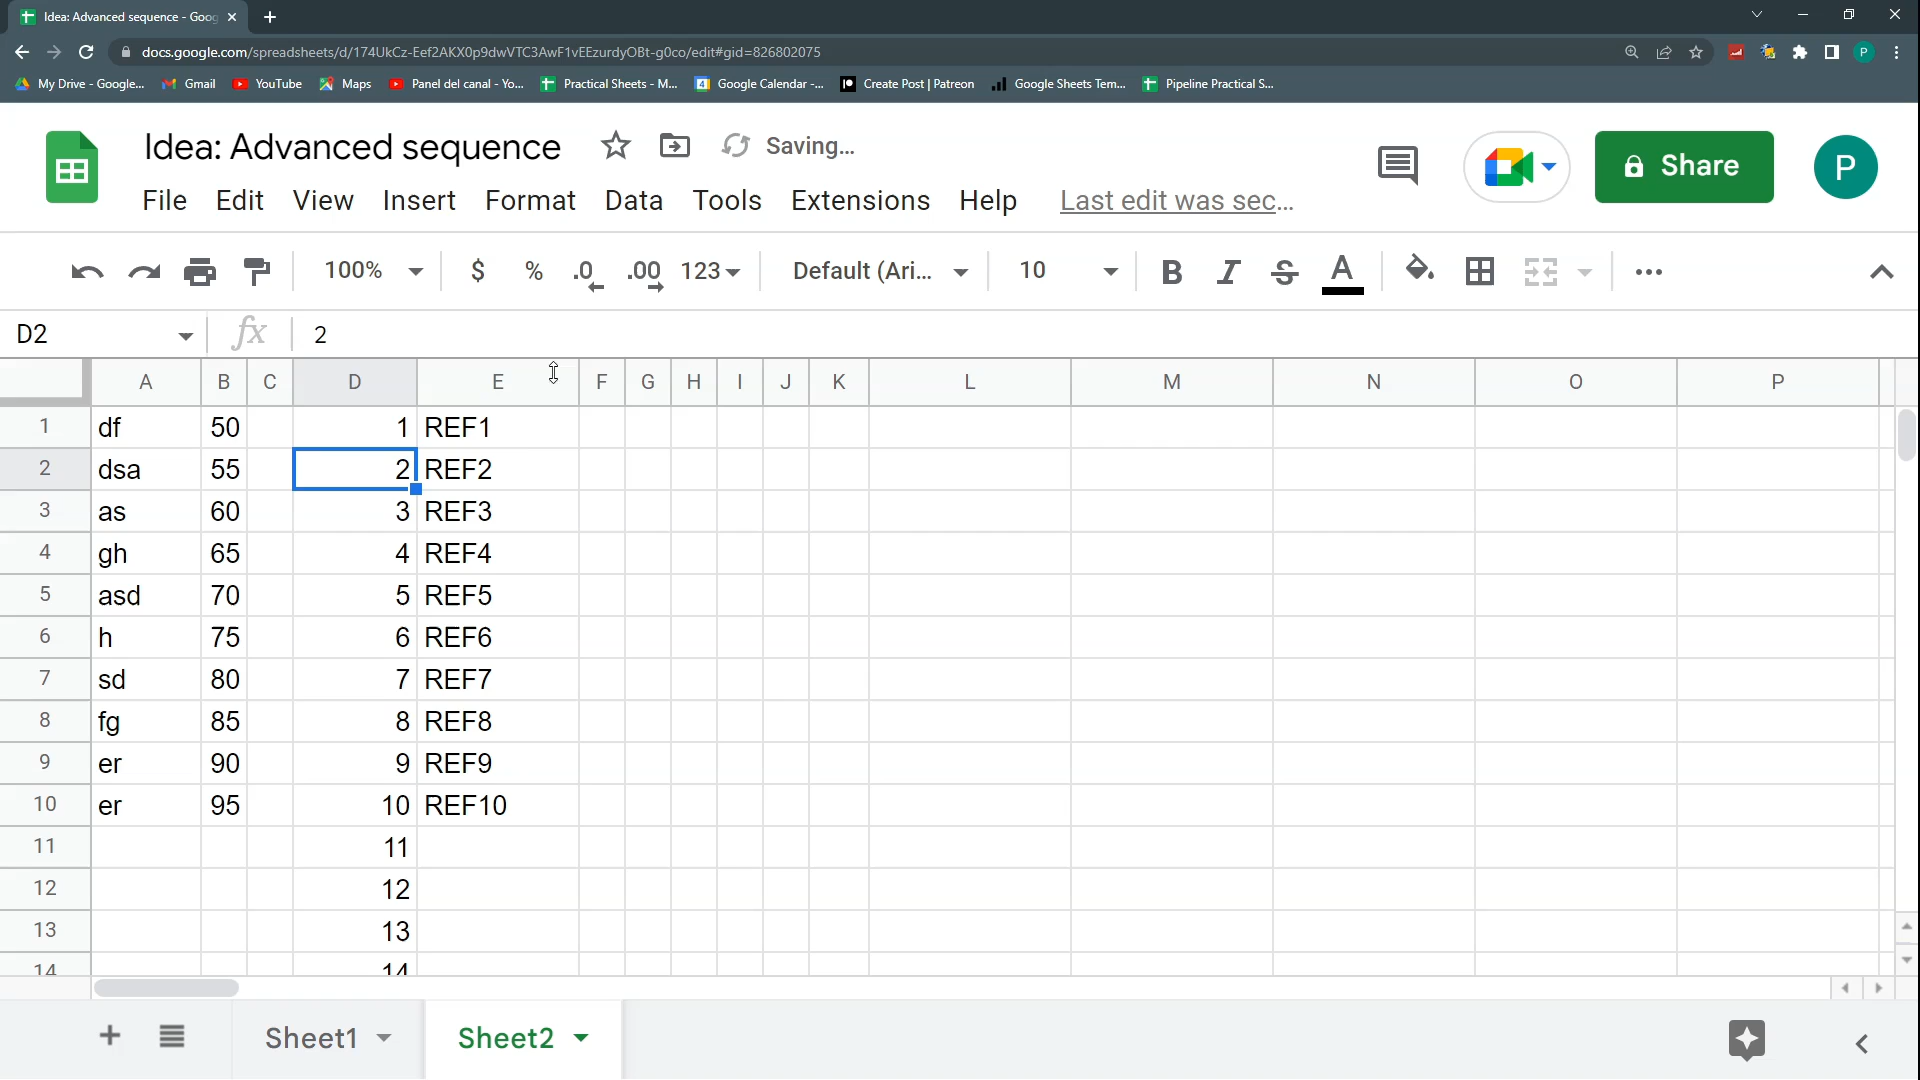 Idea: Advanced sequence - Goog
docs.google.com/spreadsheets/d/174UkCz-Eef2AKX0p9dwVTC3AwF1vEEzurdyOBt-g0co/edit#gid=826802075
P
My Drive - Google... Gmail YouTube Maps Panel del canal - Yo... Practical Sheets - M... Google Calendar -... Create Post | Patreon Google Sheets Tem... Pipeline Practical S...
Idea: Advanced sequence Saving...
Share P
File Edit View Insert Format Data Tools Extensions Help Last edit was sec...
100% $ % .0 .00 123 Default (Ari... 10 B I S A
D2 fx 2
A B C D E F G H I J K L M N O P
1 df 50 1 REF1
2 dsa 55 2 REF2
3 as 60 3 REF3
4 gh 65 4 REF4
5 asd 70 5 REF5
6 h 75 6 REF6
7 sd 80 7 REF7
8 fg 85 8 REF8
9 er 90 9 REF9
10 er 95 10 REF10
11 11
12 12
13 13
14 14
Sheet1 Sheet2